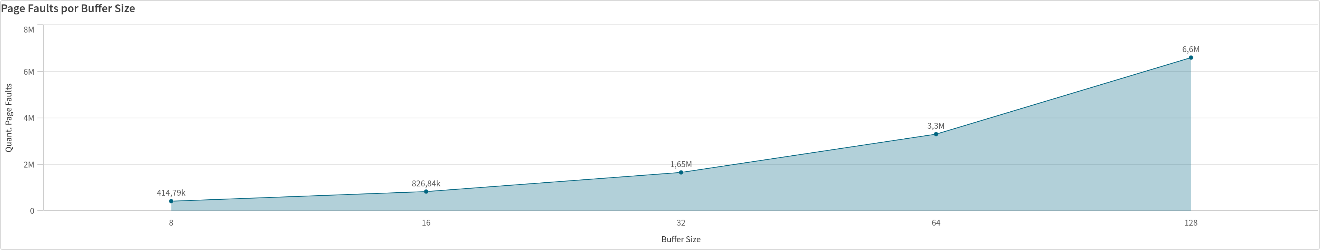 Page Faults por Buffer Size
Quant. Page Faults
8M
6M
4M
2M
0
414,79k
826,84k
1,65M
3,3M
6,6M
8
16
32
64
128
Buffer Size